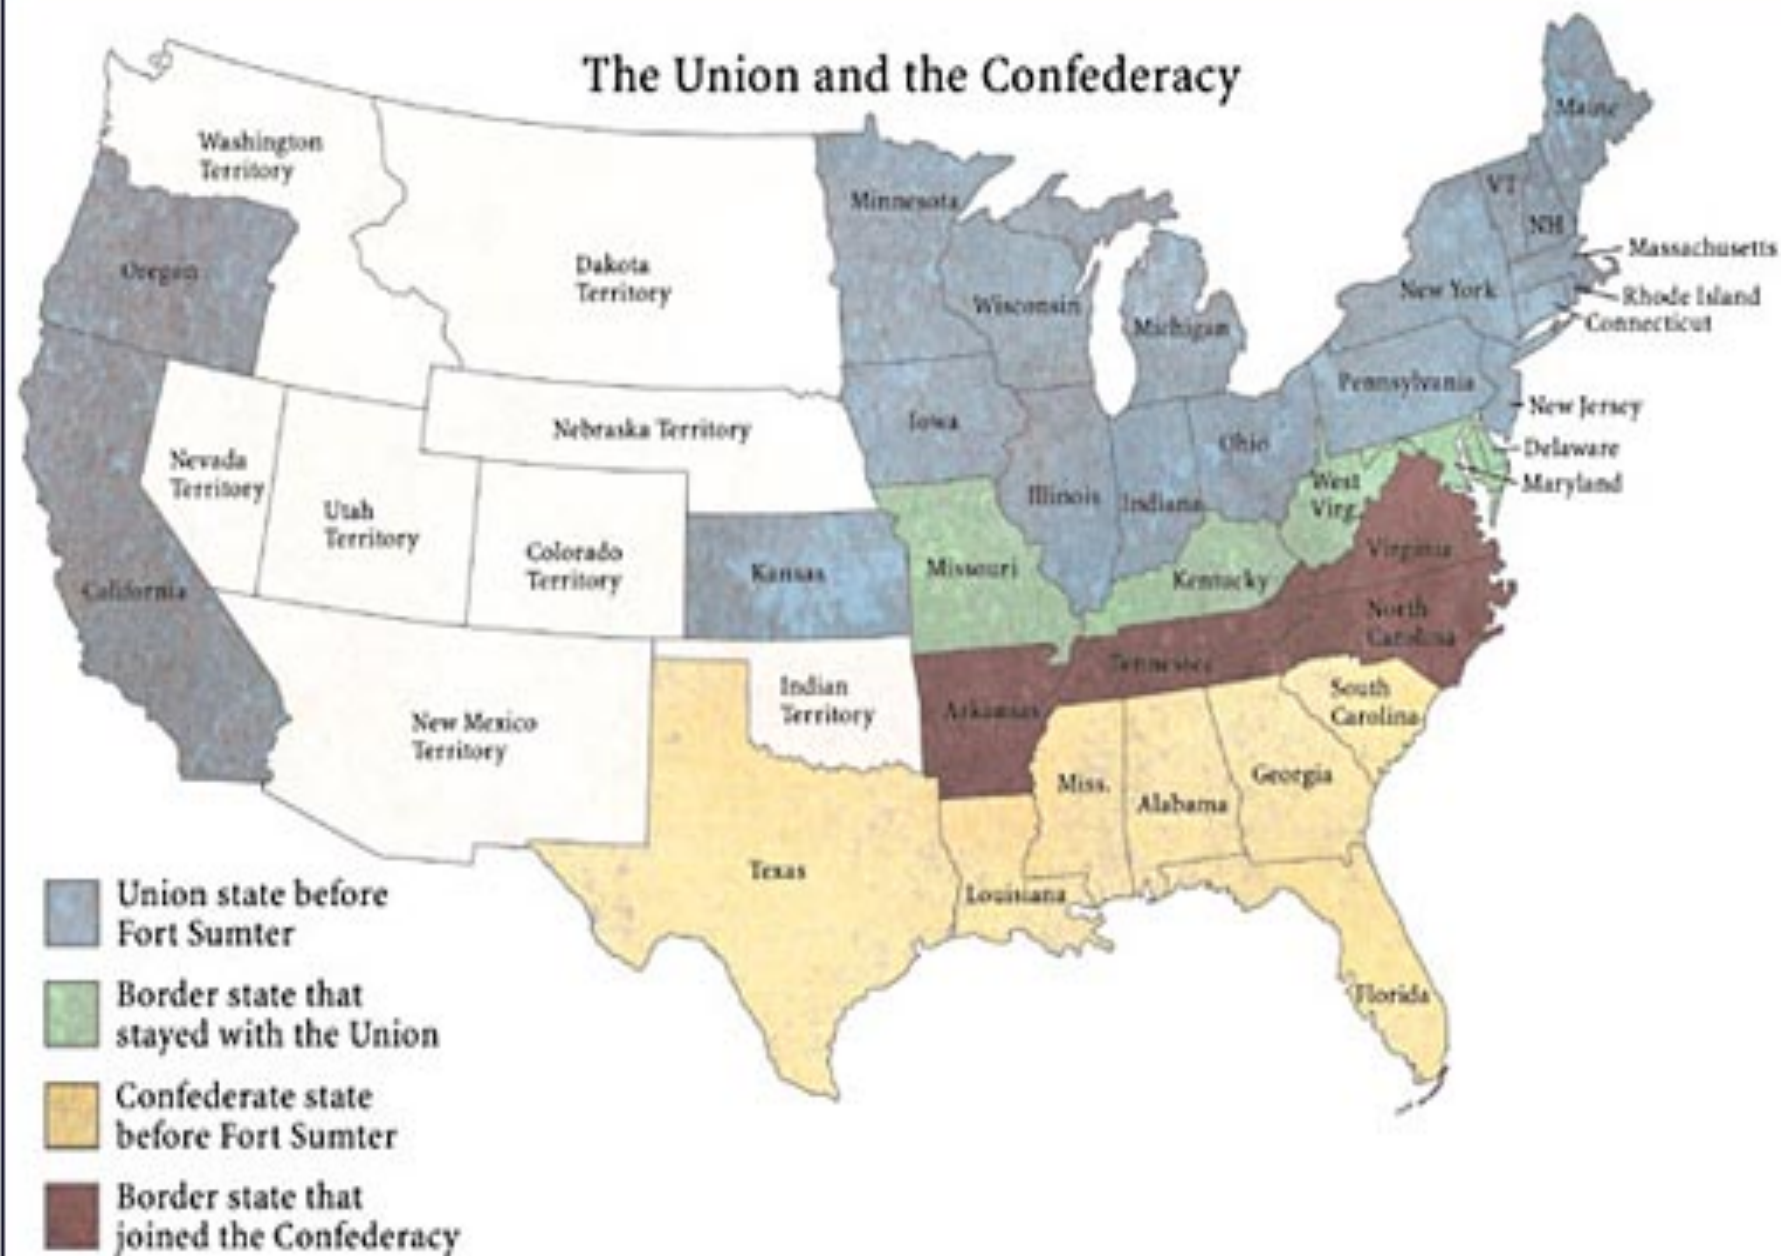 The Union and the Confederacy
Washington
Territory
Oregon
Dakota
Territory
Minnesota
Wisconsin
Michigan
Maine
VT
NH
Massachusetts
New York
Rhode Island
Connecticut
Pennsylvania
New Jersey
Delaware
Maryland
Nebraska Territory
Iowa
Ohio
Illinois
Indiana
West
Virg.
Virginia
Nevada
Territory
Utah
Territory
Colorado
Territory
Kansas
Missouri
Kentucky
California
North
Carolina
Tennessee
New Mexico
Territory
Indian
Territory
Arkansas
South
Carolina
Miss.
Alabama
Georgia
Texas
Louisiana
Florida
Union state before
Fort Sumter
Border state that
stayed with the Union
Confederate state
before Fort Sumter
Border state that
joined the Confederacy